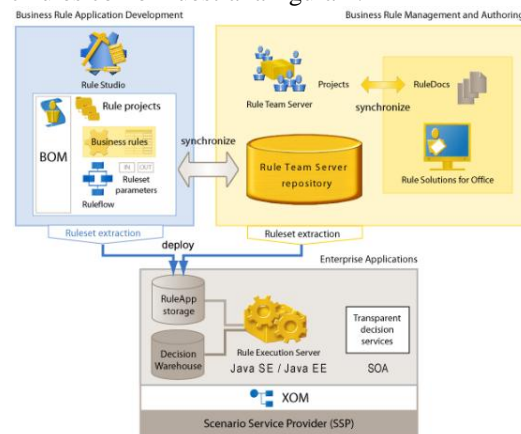 Business Rule Application Development
Business Rule Management and Authoring
Rule Studio
Rule projects
BOM
Business rules
IN OUT
Ruleset
parameters
Ruleflow
Ruleset extraction
synchronize
Rule Team Server
Projects
synchronize
RuleDocs
Rule Solutions for Office
Rule Team Server
repository
Ruleset extraction
deploy
Enterprise Applications
RuleApp
storage
Decision
Warehouse
Rule Execution Server
Java SE / Java EE
Transparent
decision
services
SOA
XOM
Scenario Service Provider (SSP)